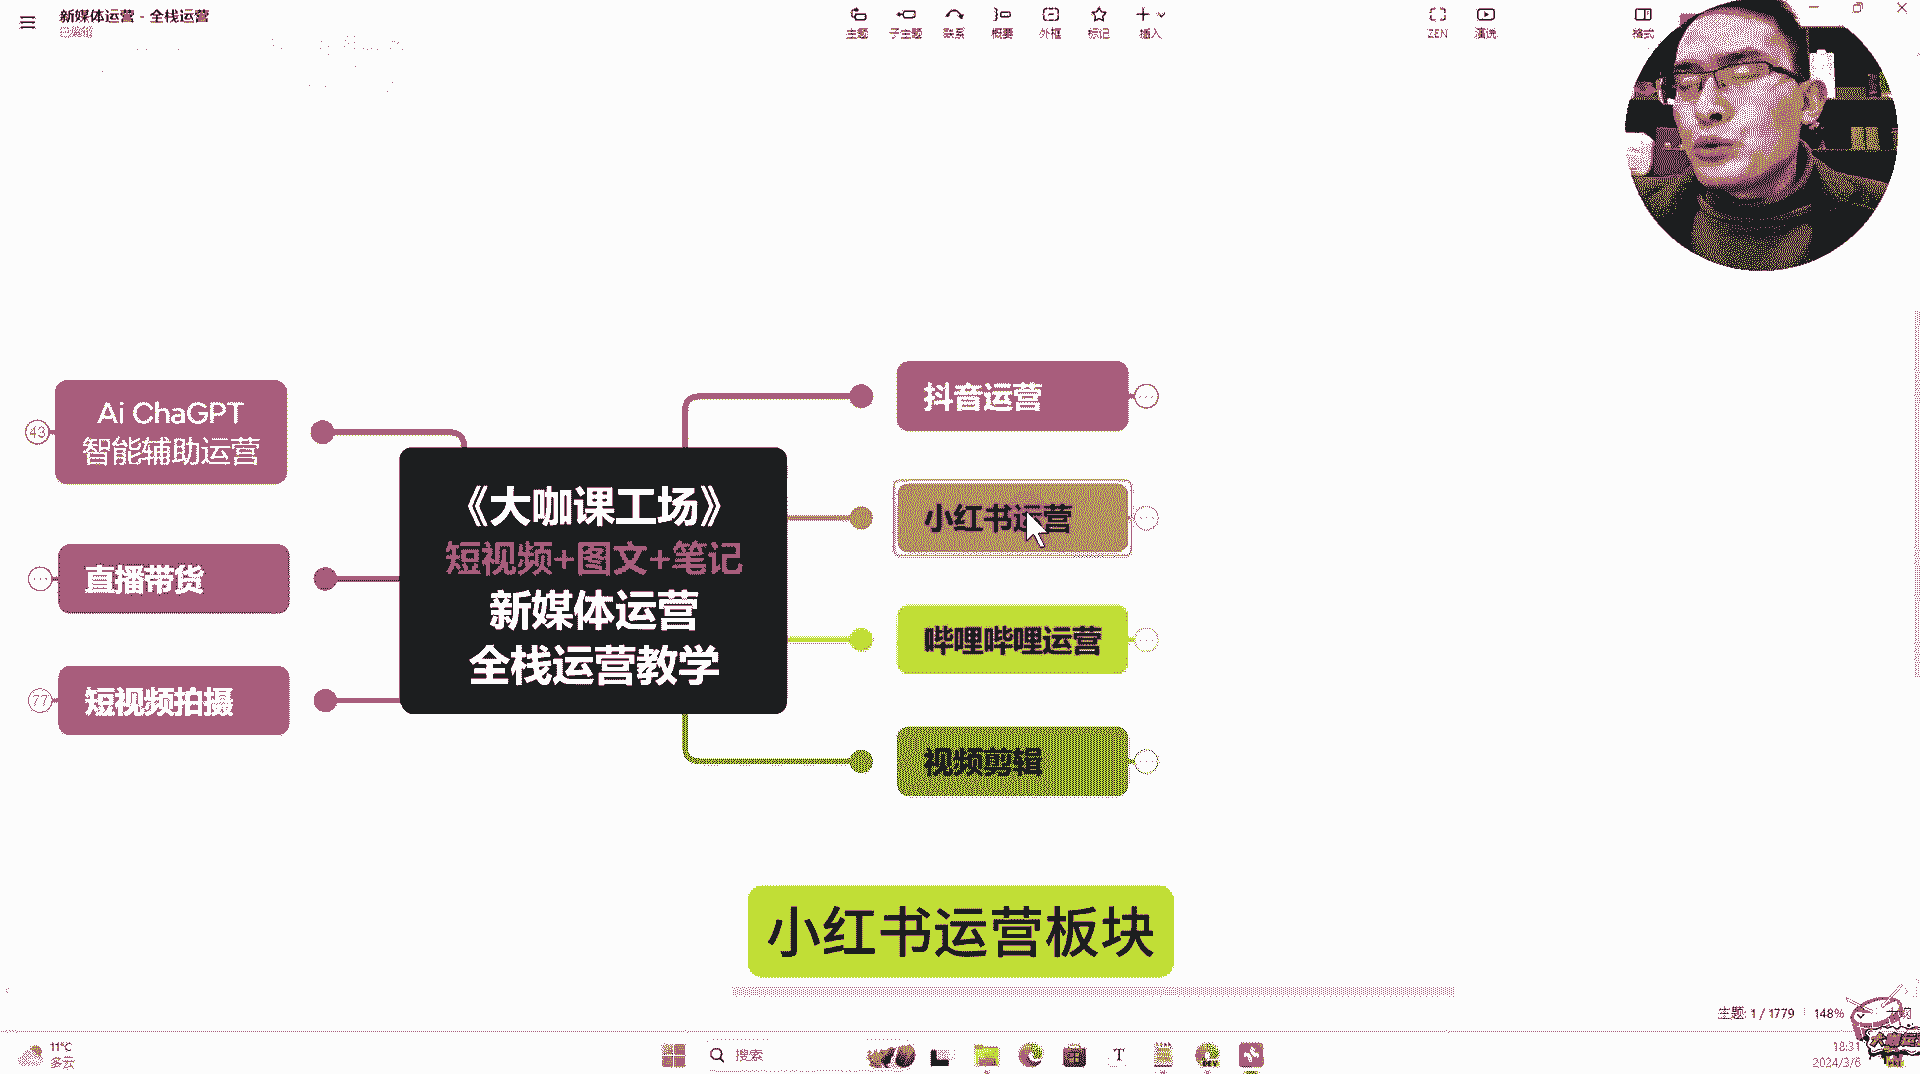 新媒体运营 - 全栈运营
已编辑
主题
子主题
联系
概要
外框
标记
插入
ZEN
演说
格式
Ai ChaGPT
智能辅助运营
43
直播带货
短视频拍摄
77
《大咖课工场》
短视频+图文+笔记
新媒体运营
全栈运营教学
抖音运营
小红书运营
哔哩哔哩运营
视频剪辑
小红书运营板块
主题: 1 / 1779
148%
大纲
11°C
多云
搜索
18:31
2024/3/6